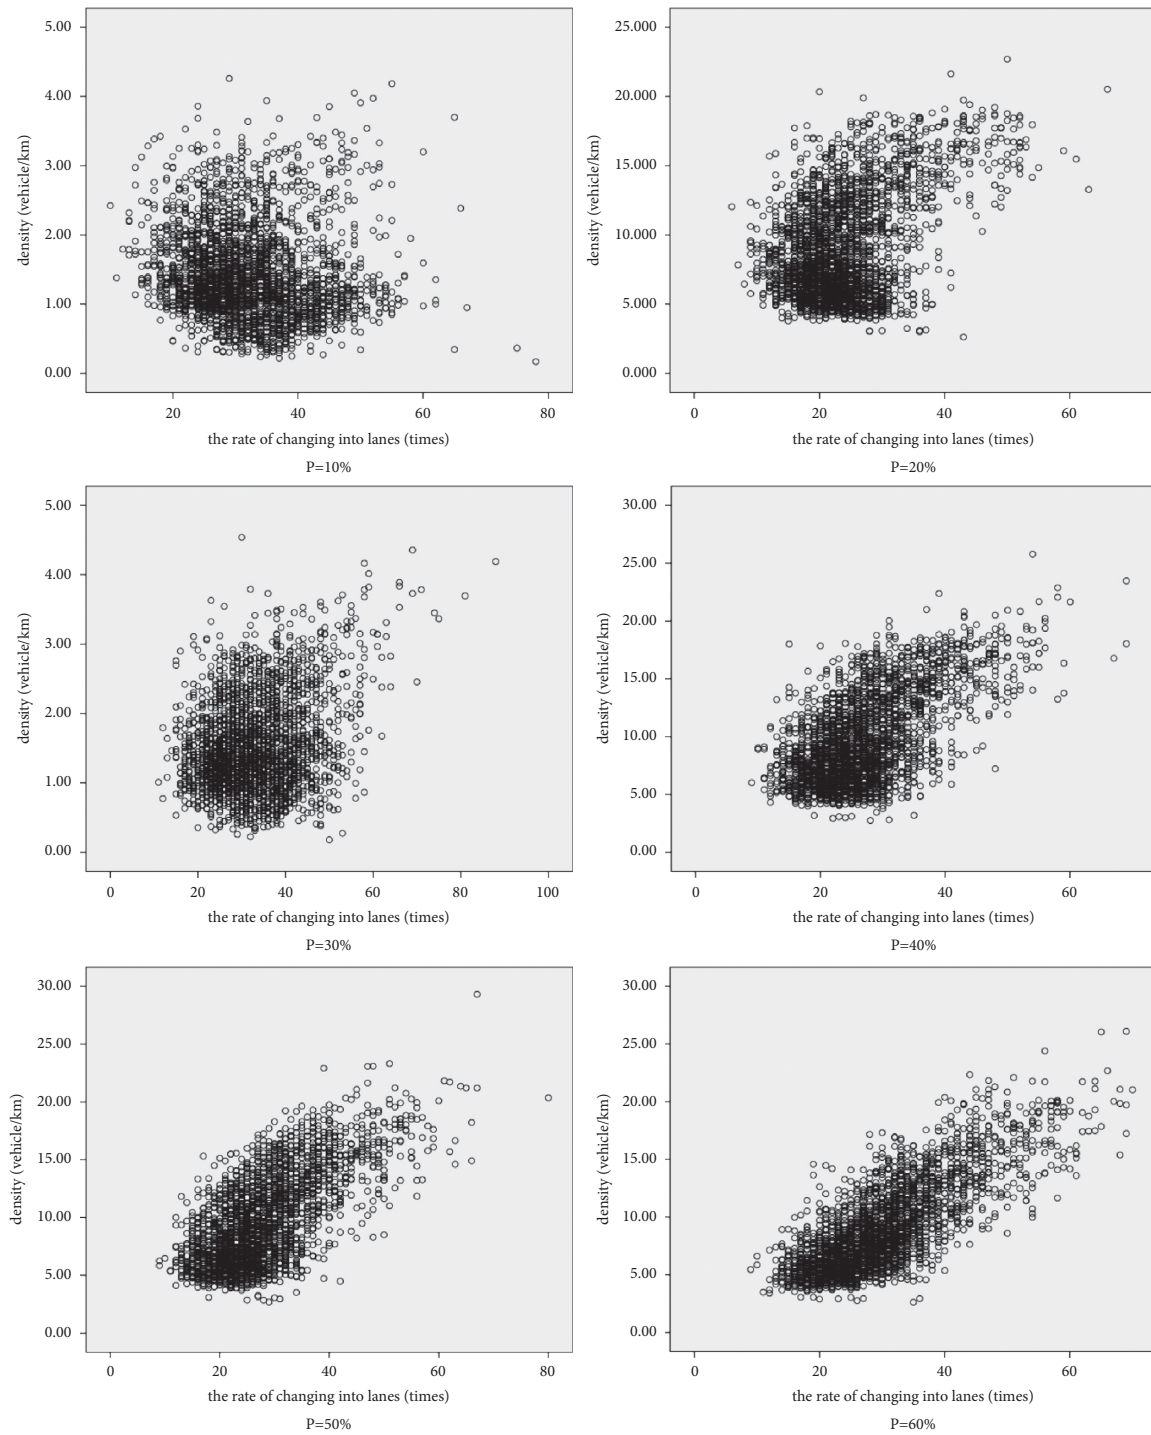 5.00
4.00
3.00
2.00
1.00
0.00
density (vehicle/km)
20 40 60 80
the rate of changing into lanes (times)
P=10%
25.000
20.000
15.000
10.000
5.000
0.000
density (vehicle/km)
0 20 40 60
the rate of changing into lanes (times)
P=20%
5.00
4.00
3.00
2.00
1.00
0.00
density (vehicle/km)
0 20 40 60 80 100
the rate of changing into lanes (times)
P=30%
30.00
25.00
20.00
15.00
10.00
5.00
0.00
density (vehicle/km)
0 20 40 60
the rate of changing into lanes (times)
P=40%
30.00
25.00
20.00
15.00
10.00
5.00
0.00
density (vehicle/km)
0 20 40 60 80
the rate of changing into lanes (times)
P=50%
30.00
25.00
20.00
15.00
10.00
5.00
0.00
density (vehicle/km)
0 20 40 60
the rate of changing into lanes (times)
P=60%